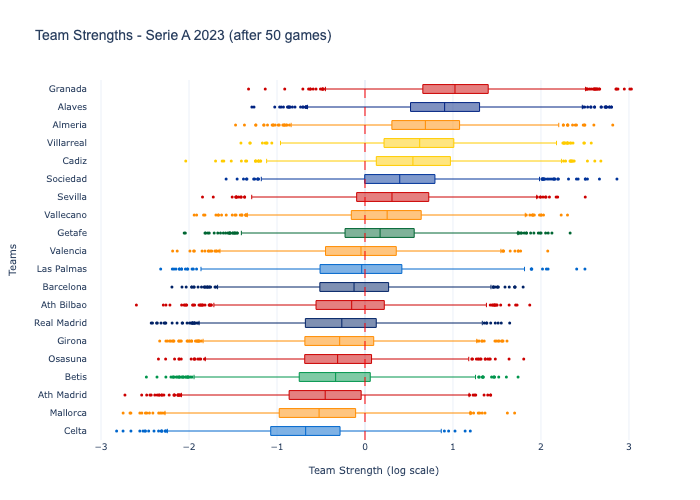 Team Strengths - Serie A 2023 (after 50 games)
Granada
Alaves
Almeria
Villarreal
Cadiz
Sociedad
Sevilla
Vallecano
Getafe
Valencia
Las Palmas
Barcelona
Ath Bilbao
Real Madrid
Girona
Osasuna
Betis
Ath Madrid
Mallorca
Celta
Teams
−3 −2 −1 0 1 2 3
Team Strength (log scale)